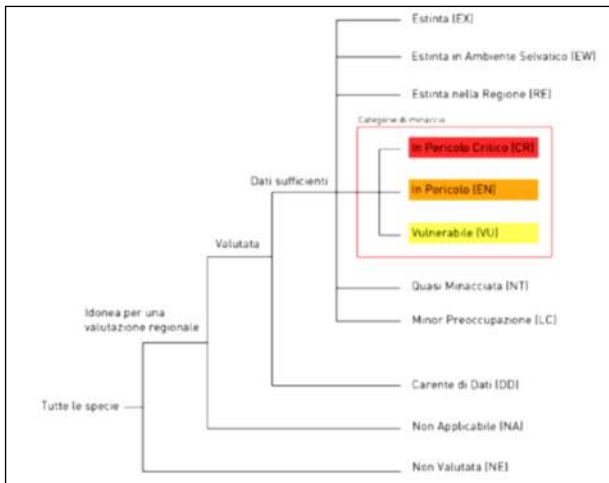 Estinta (EX)
Estinta in Ambiente Selvatico (EW)
Estinta nella Regione (RE)
Categorie di minaccia
In Pericolo Critico (CR)
Dati sufficienti
In Pericolo (EN)
Vulnerabile (VU)
Valutata
Quasi Minacciata (NT)
Idonea per una
valutazione regionale
Minor Preoccupazione (LC)
Carente di Dati (DD)
Tutte le specie
Non Applicabile (NA)
Non Valutata (NE)